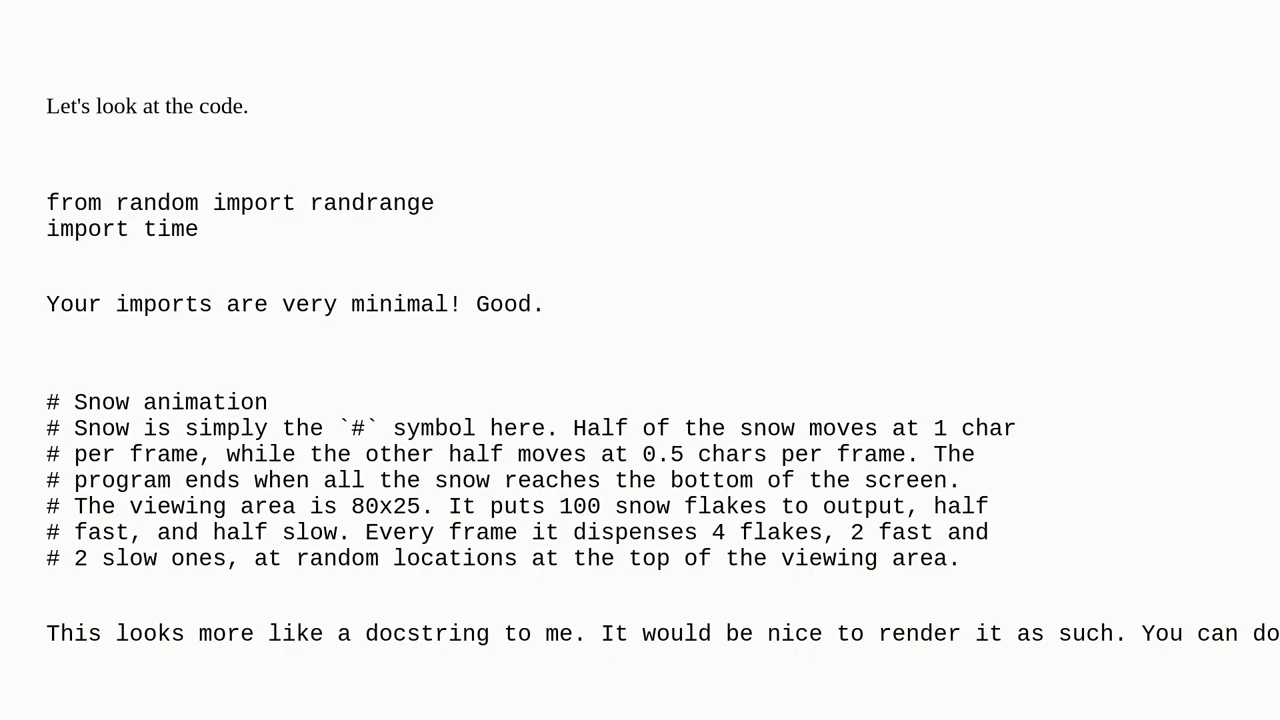 Let's look at the code.
from random import randrange
import time
Your imports are very minimal! Good.
# Snow animation
# Snow is simply the `#` symbol here. Half of the snow moves at 1 char
# per frame, while the other half moves at 0.5 chars per frame. The
# program ends when all the snow reaches the bottom of the screen.
# The viewing area is 80x25. It puts 100 snow flakes to output, half
# fast, and half slow. Every frame it dispenses 4 flakes, 2 fast and
# 2 slow ones, at random locations at the top of the viewing area.
This looks more like a docstring to me. It would be nice to render it as such. You can do